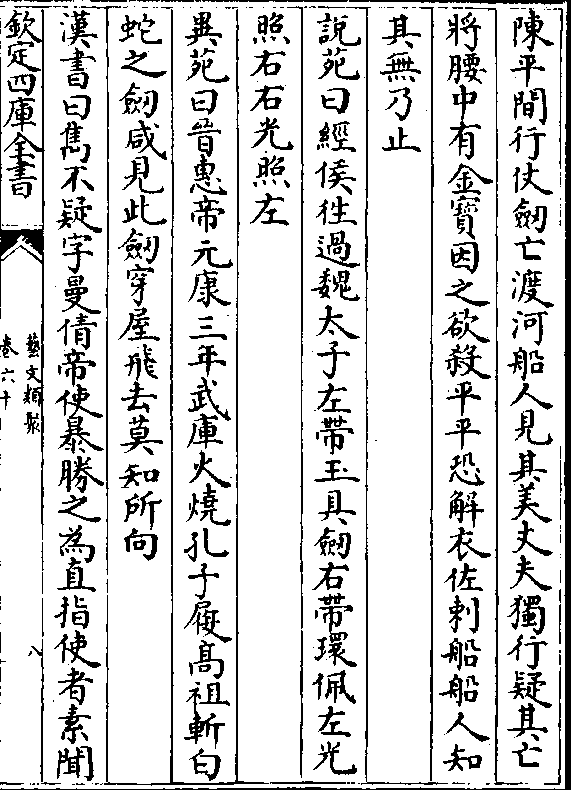 陳平間行仗劒亡渡河船人見其美丈夫獨行疑其亡
將腰中有金寶因之欲殺平平恐解衣佐刺船船人知
其無乃止
說苑曰經侯徃過魏太子左帶玉具劒右帶環佩左光
照右右光照左
異苑曰晉惠帝元康三年武庫火燒孔子履髙祖斬白
蛇之劒咸見此劒穿屋飛去莫知所向
漢書曰雋不疑字曼倩帝使暴勝之為直指使者素聞
欽定四庫全書
藝文類聚
卷六十
八